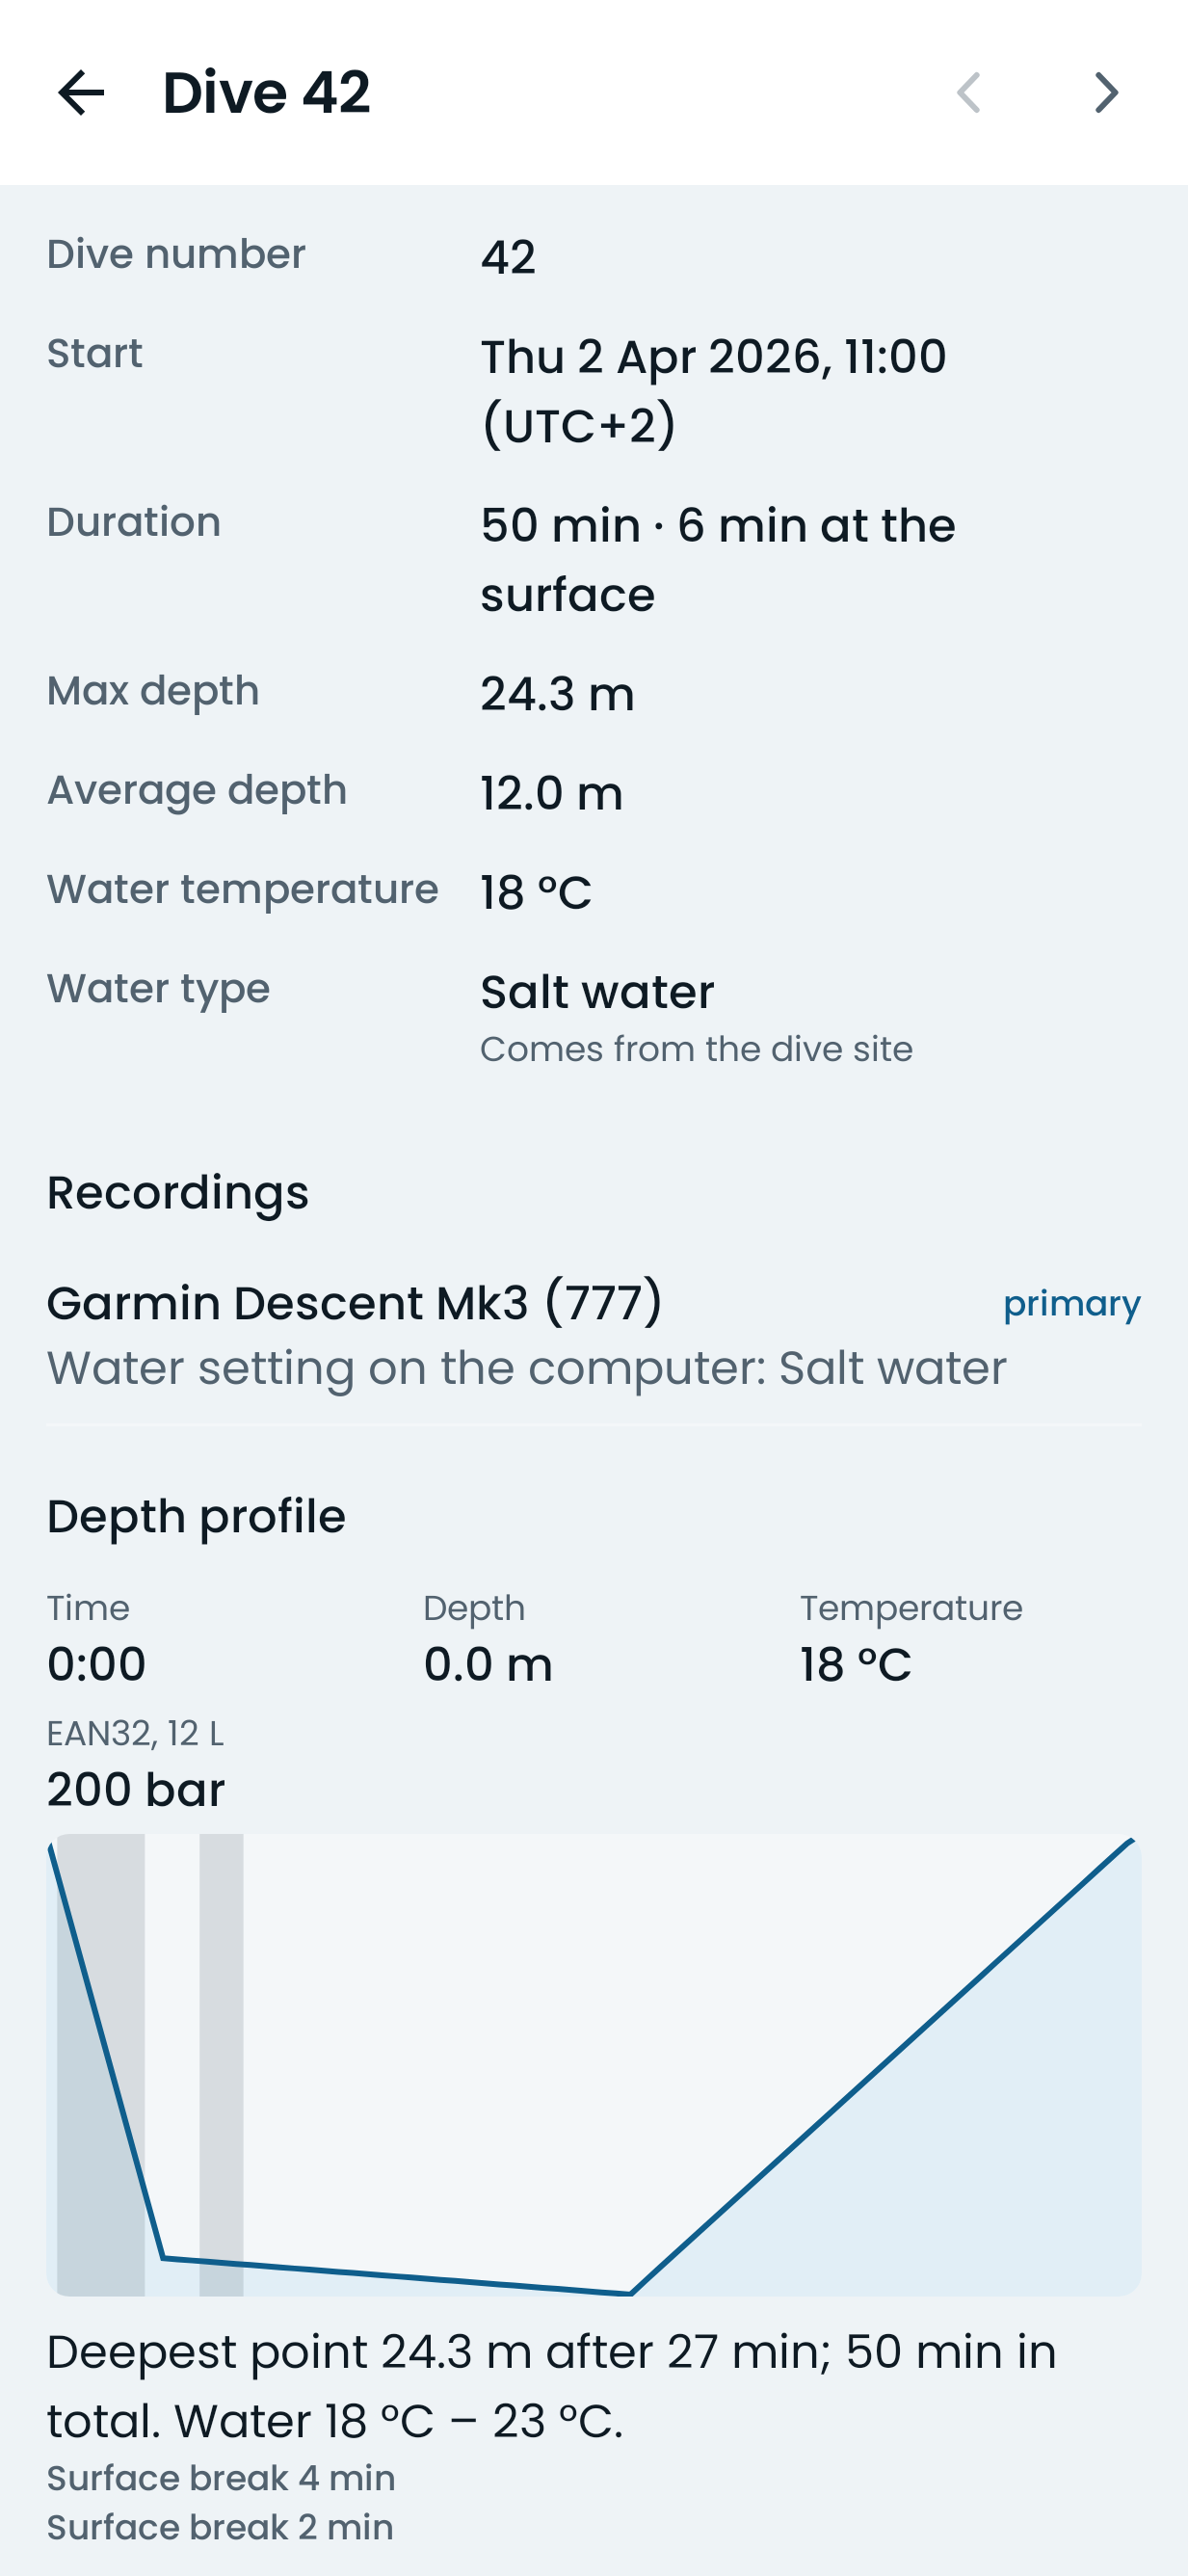 Dive 42
Dive number 42
Start Thu 2 Apr 2026, 11:00
(UTC+2)
Duration 50 min · 6 min at the
surface
Max depth 24.3 m
Average depth 12.0 m
Water temperature 18 °C
Water type Salt water
Comes from the dive site
Recordings
Garmin Descent Mk3 (777) primary
Water setting on the computer: Salt water
Depth profile
Time Depth Temperature
0:00 0.0 m 18 °C
EAN32, 12 L
200 bar
Deepest point 24.3 m after 27 min; 50 min in
total. Water 18 °C – 23 °C.
Surface break 4 min
Surface break 2 min